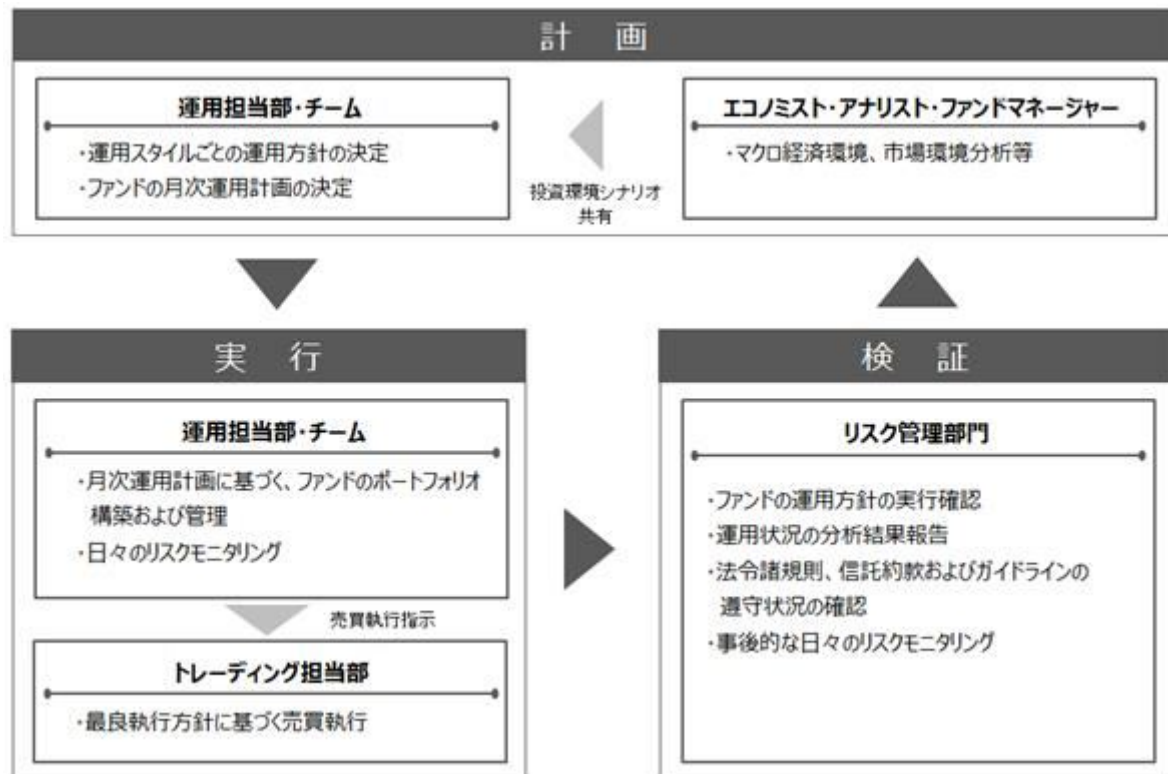 計 画
運用担当部・チーム
・運用スタイルごとの運用方針の決定
・ファンドの月次運用計画の決定
投資環境シナリオ
共有
エコノミスト・アナリスト・ファンドマネージャー
・マクロ経済環境、市場環境分析等
実 行
運用担当部・チーム
・月次運用計画に基づく、ファンドのポートフォリオ
構築および管理
・日々のリスクモニタリング
売買執行指示
トレーディング担当部
・最良執行方針に基づく売買執行
検 証
リスク管理部門
・ファンドの運用方針の実行確認
・運用状況の分析結果報告
・法令諸規則、信託約款およびガイドラインの
遵守状況の確認
・事後的な日々のリスクモニタリング